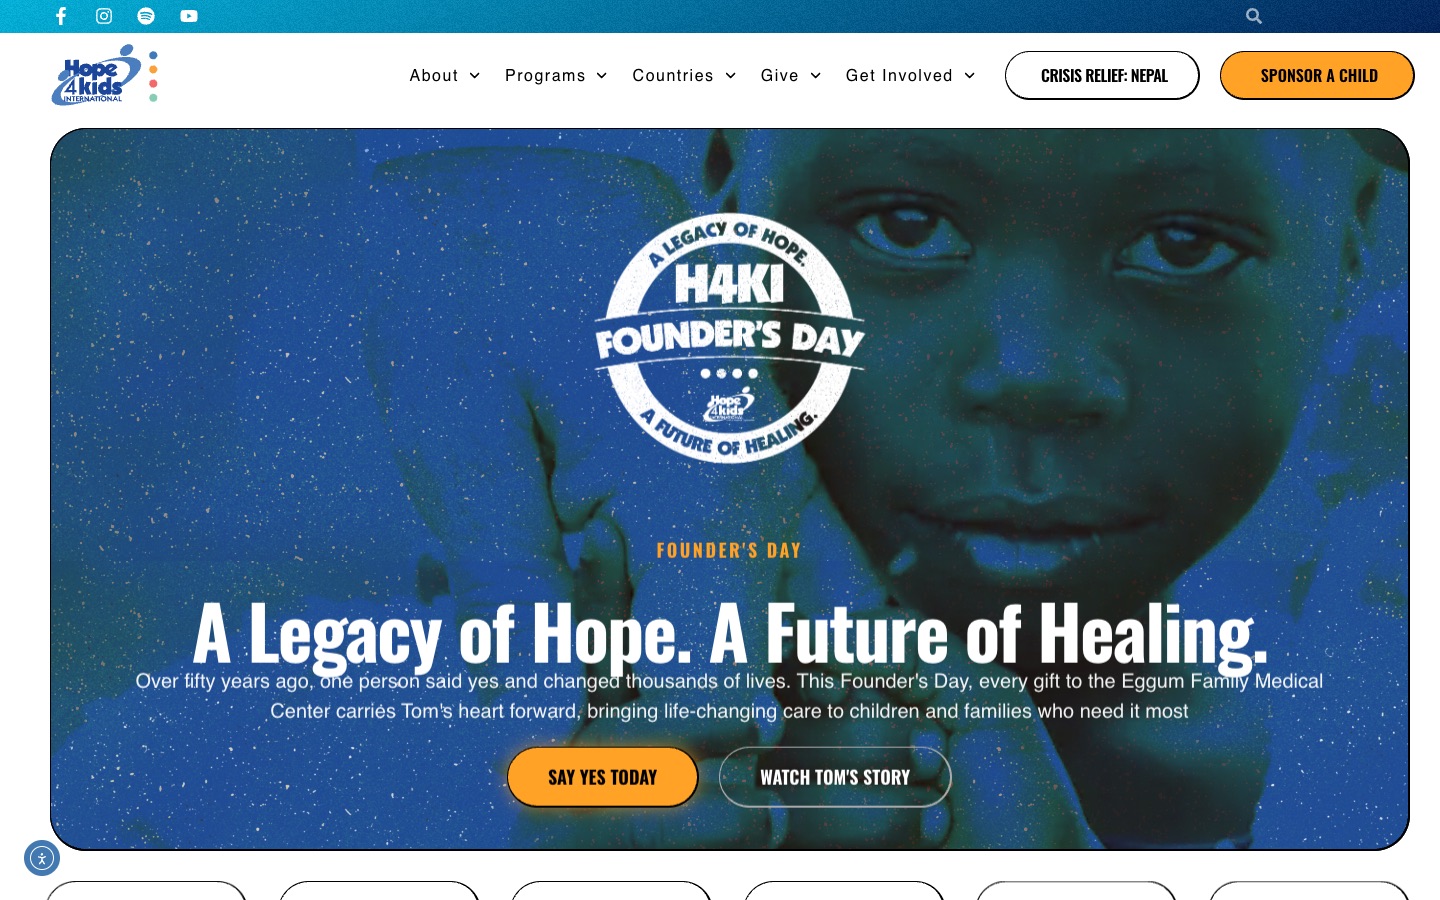 Hope
4kids
INTERNATIONAL
About
Programs
Countries
Give
Get Involved
CRISIS RELIEF: NEPAL
SPONSOR A CHILD
A LEGACY OF HOPE.
H4KI
FOUNDER'S DAY
Hope
4kids
INTERNATIONAL
A FUTURE OF HEALING.
FOUNDER'S DAY
A Legacy of Hope. A Future of Healing.
Over fifty years ago, one person said yes and changed thousands of lives. This Founder's Day, every gift to the Eggum Family Medical
Center carries Tom's heart forward, bringing life-changing care to children and families who need it most
SAY YES TODAY
WATCH TOM'S STORY